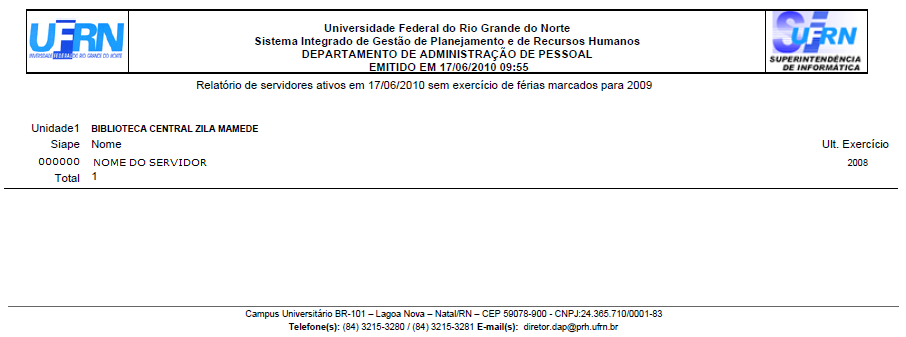 UFRN
UNIVERSIDADE FEDERAL DO RIO GRANDE DO NORTE
Universidade Federal do Rio Grande do Norte
Sistema Integrado de Gestão de Planejamento e de Recursos Humanos
DEPARTAMENTO DE ADMINISTRAÇÃO DE PESSOAL
EMITIDO EM 17/06/2010 09:55
SUFRN
SUPERINTENDÊNCIA
DE INFORMÁTICA
Relatório de servidores ativos em 17/06/2010 sem exercício de férias marcados para 2009
Unidade1 BIBLIOTECA CENTRAL ZILA MAMEDE
Siape Nome Ult. Exercício
000000 NOME DO SERVIDOR 2008
Total 1
Campus Universitário BR-101 – Lagoa Nova – Natal/RN – CEP 59078-900 - CNPJ:24.365.710/0001-83
Telefone(s): (84) 3215-3280 / (84) 3215-3281 E-mail(s): diretor.dap@prh.ufrn.br